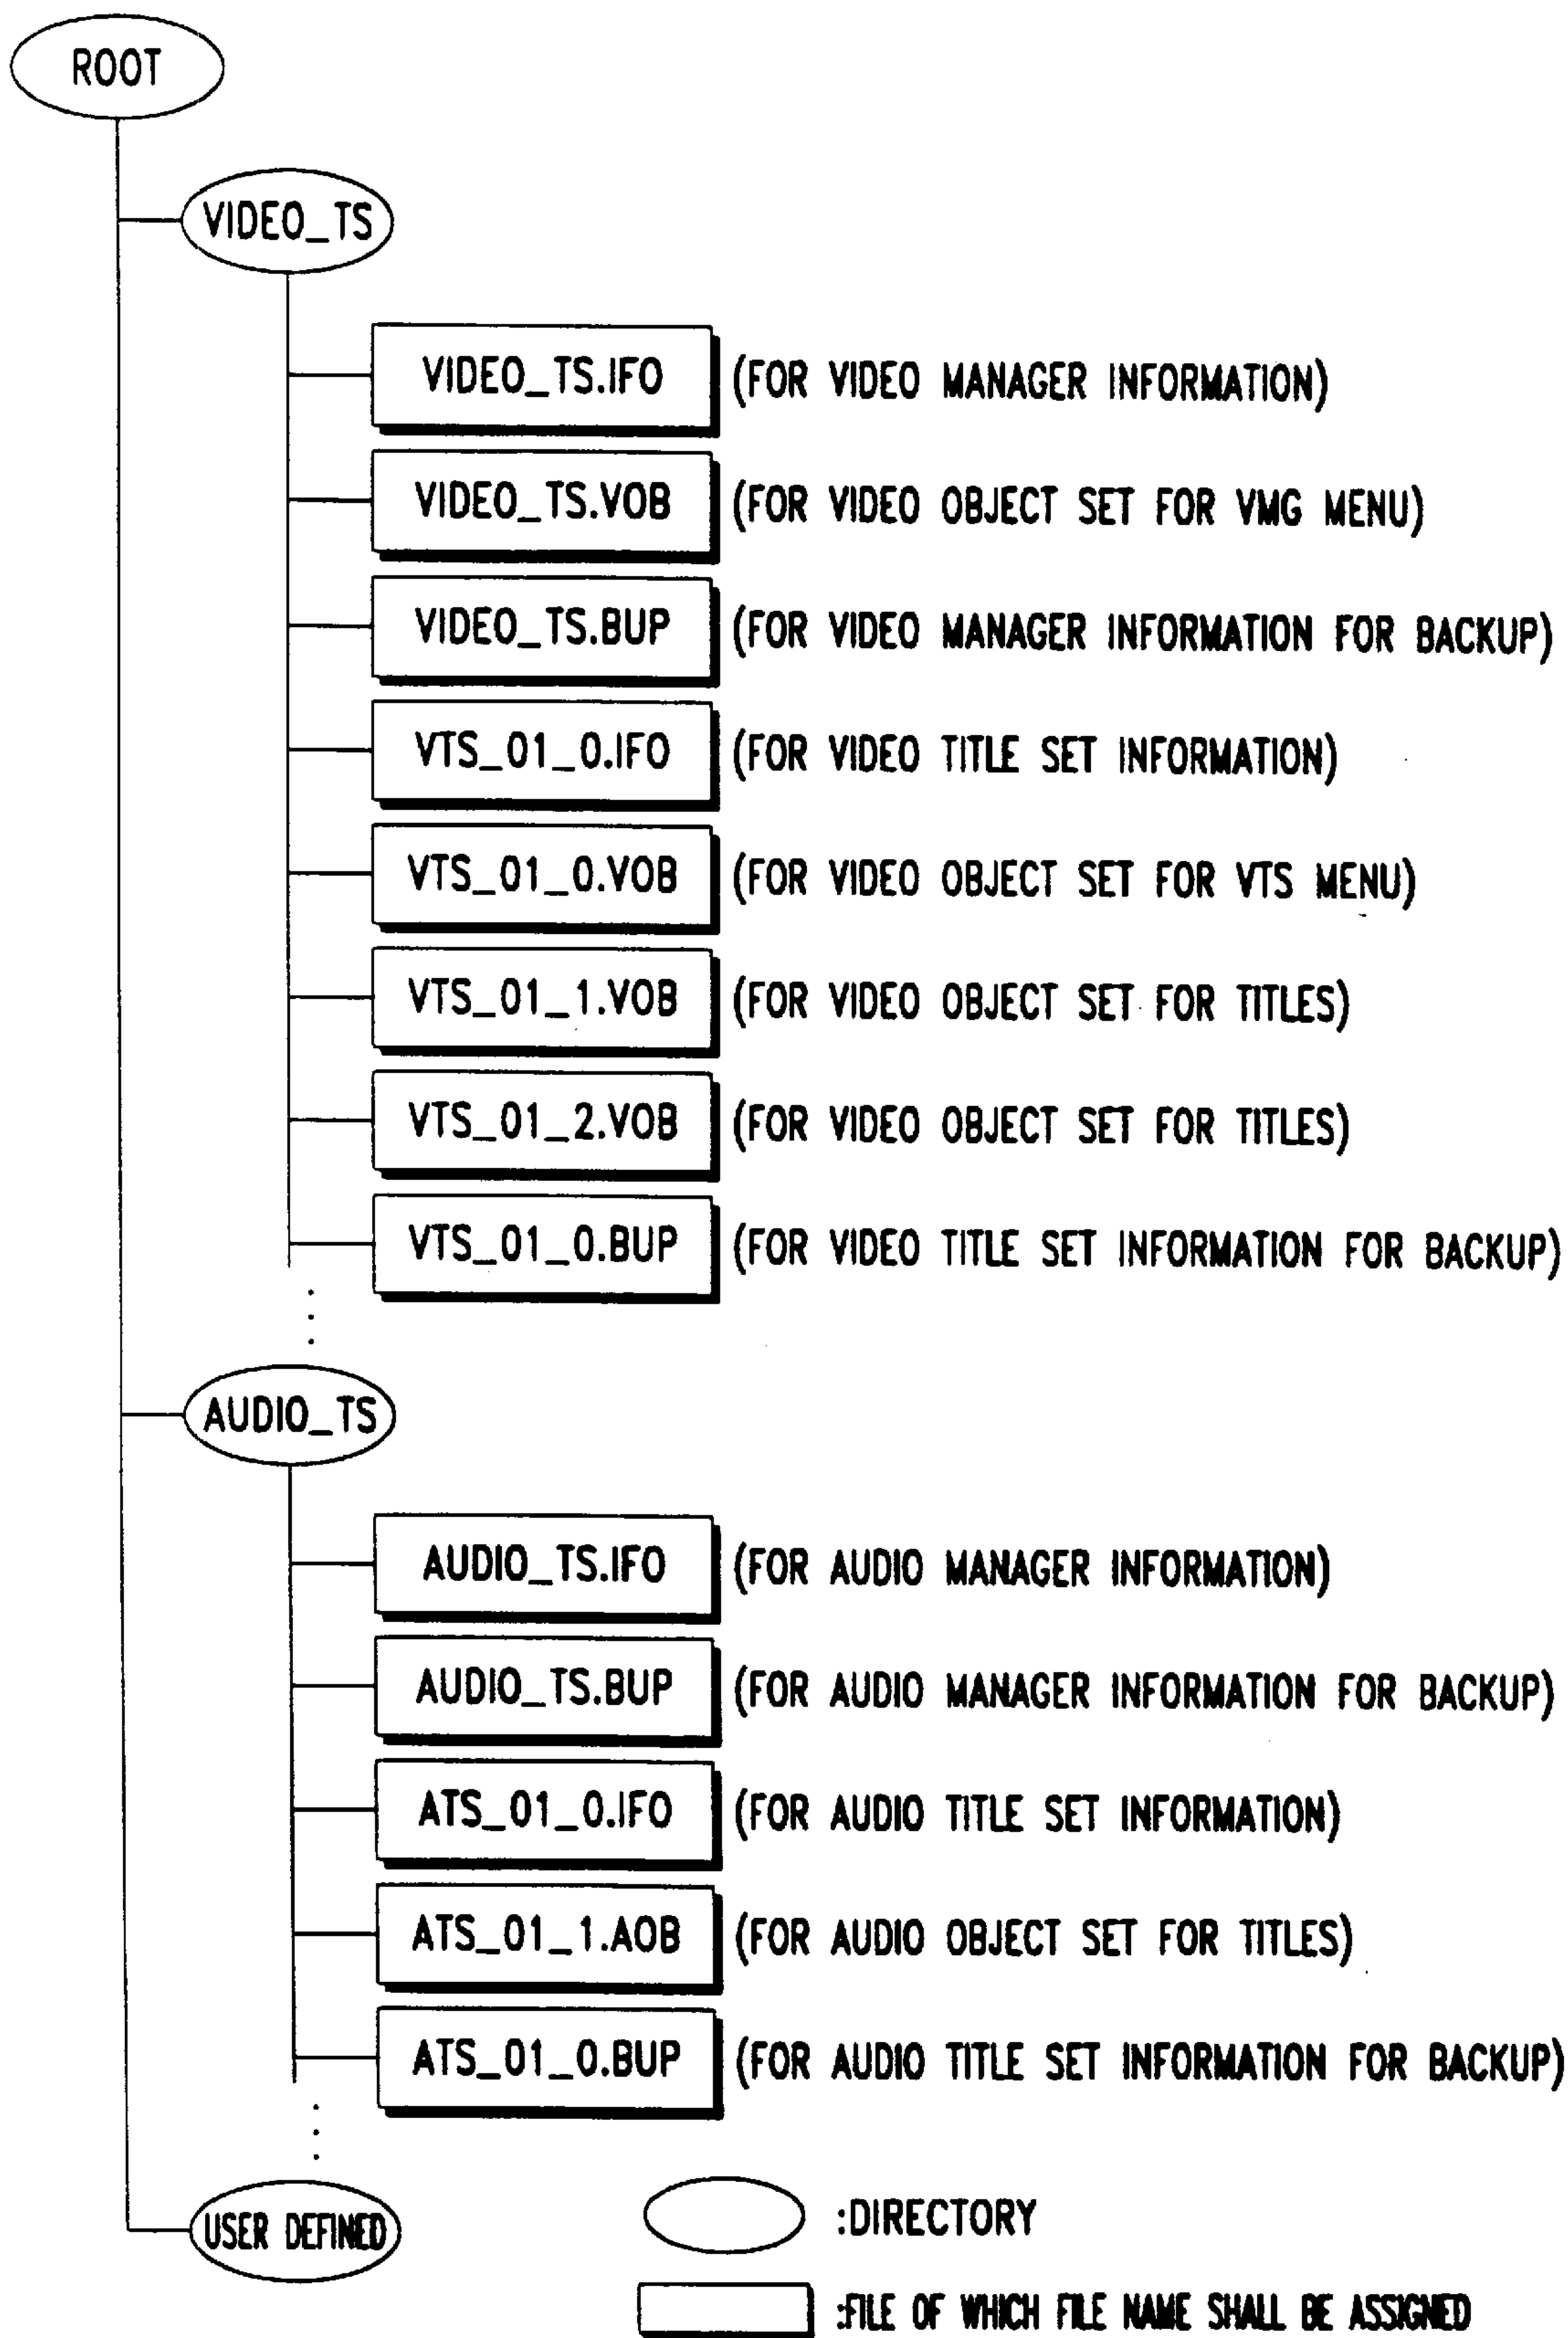 ROOT
VIDEO_TS
VIDEO_TS.IFO (FOR VIDEO MANAGER INFORMATION)
VIDEO_TS.VOB (FOR VIDEO OBJECT SET FOR VMG MENU)
VIDEO_TS.BUP (FOR VIDEO MANAGER INFORMATION FOR BACKUP)
VTS_01_0.IFO (FOR VIDEO TITLE SET INFORMATION)
VTS_01_0.VOB (FOR VIDEO OBJECT SET FOR VTS MENU)
VTS_01_1.VOB (FOR VIDEO OBJECT SET FOR TITLES)
VTS_01_2.VOB (FOR VIDEO OBJECT SET FOR TITLES)
VTS_01_0.BUP (FOR VIDEO TITLE SET INFORMATION FOR BACKUP)
AUDIO_TS
AUDIO_TS.IFO (FOR AUDIO MANAGER INFORMATION)
AUDIO_TS.BUP (FOR AUDIO MANAGER INFORMATION FOR BACKUP)
ATS_01_0.IFO (FOR AUDIO TITLE SET INFORMATION)
ATS_01_1.AOB (FOR AUDIO OBJECT SET FOR TITLES)
ATS_01_0.BUP (FOR AUDIO TITLE SET INFORMATION FOR BACKUP)
USER DEFINED
:DIRECTORY
:FILE OF WHICH FILE NAME SHALL BE ASSIGNED